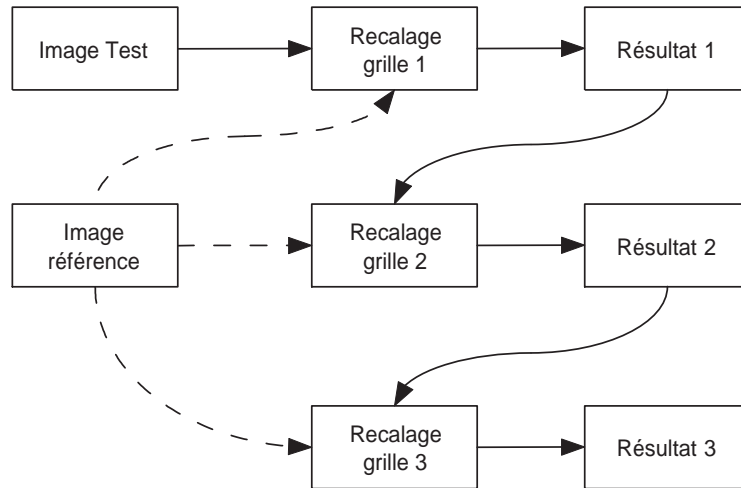 Image Test
Recalage
grille 1
Résultat 1
Image
référence
Recalage
grille 2
Résultat 2
Recalage
grille 3
Résultat 3